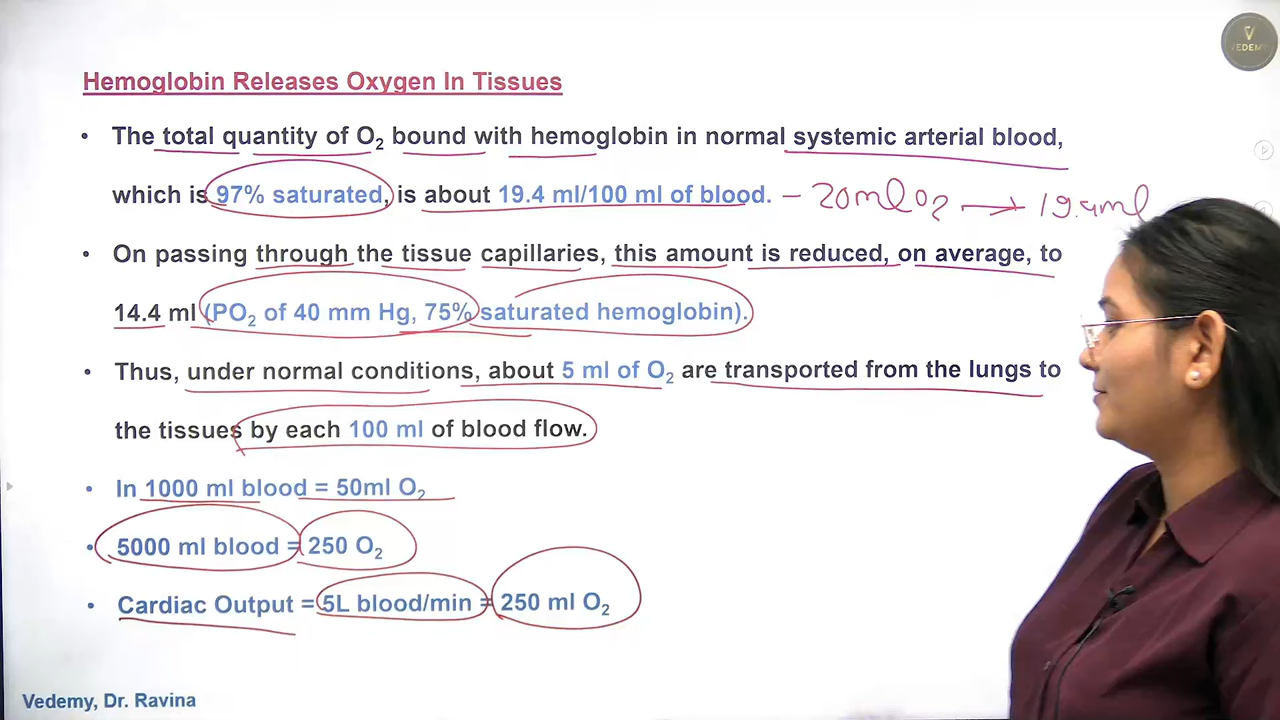 VEDEMY
Hemoglobin Releases Oxygen In Tissues
• The total quantity of O₂ bound with hemoglobin in normal systemic arterial blood,
which is 97% saturated, is about 19.4 ml/100 ml of blood. – 20ml O₂ → 19.4ml
• On passing through the tissue capillaries, this amount is reduced, on average, to
14.4 ml (PO₂ of 40 mm Hg, 75% saturated hemoglobin).
• Thus, under normal conditions, about 5 ml of O₂ are transported from the lungs to
the tissues by each 100 ml of blood flow.
• In 1000 ml blood = 50ml O₂
• 5000 ml blood = 250 O₂
• Cardiac Output = 5L blood/min = 250 ml O₂
Vedemy, Dr. Ravina